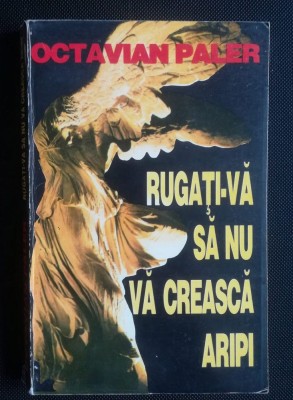 OCTAVIAN PALER
RUGAȚI-VĂ
SĂ NU
VĂ CREASCĂ
ARIPI